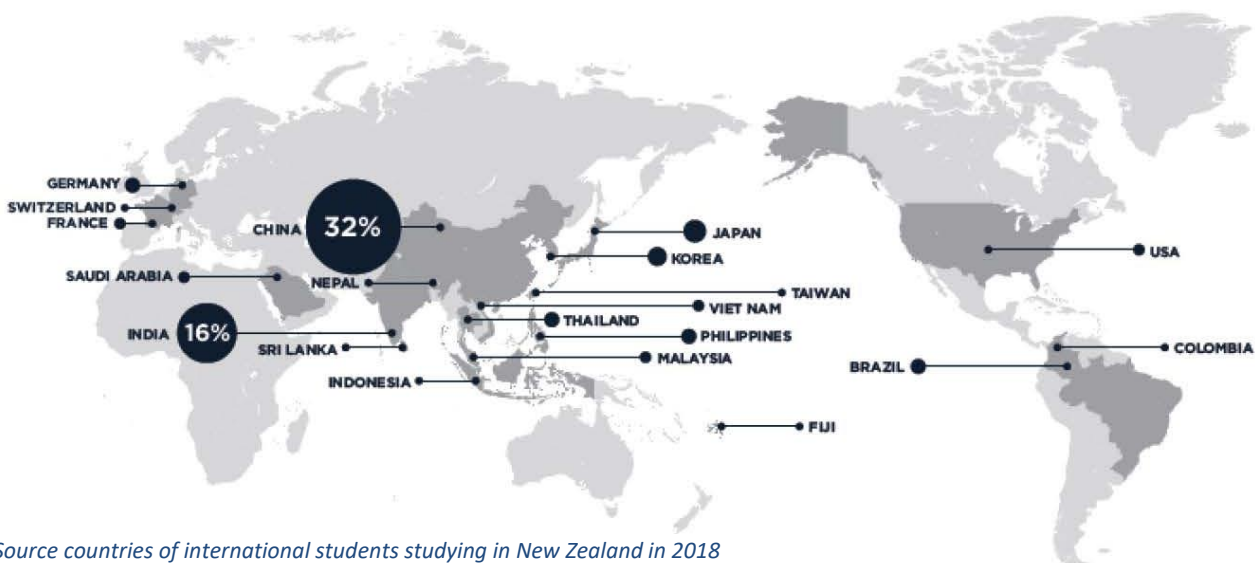 GERMANY
SWITZERLAND
FRANCE
CHINA
32%
JAPAN
KOREA
USA
SAUDI ARABIA
NEPAL
TAIWAN
VIET NAM
INDIA
16%
THAILAND
PHILIPPINES
SRI LANKA
MALAYSIA
COLOMBIA
BRAZIL
INDONESIA
FIJI
Source countries of international students studying in New Zealand in 2018